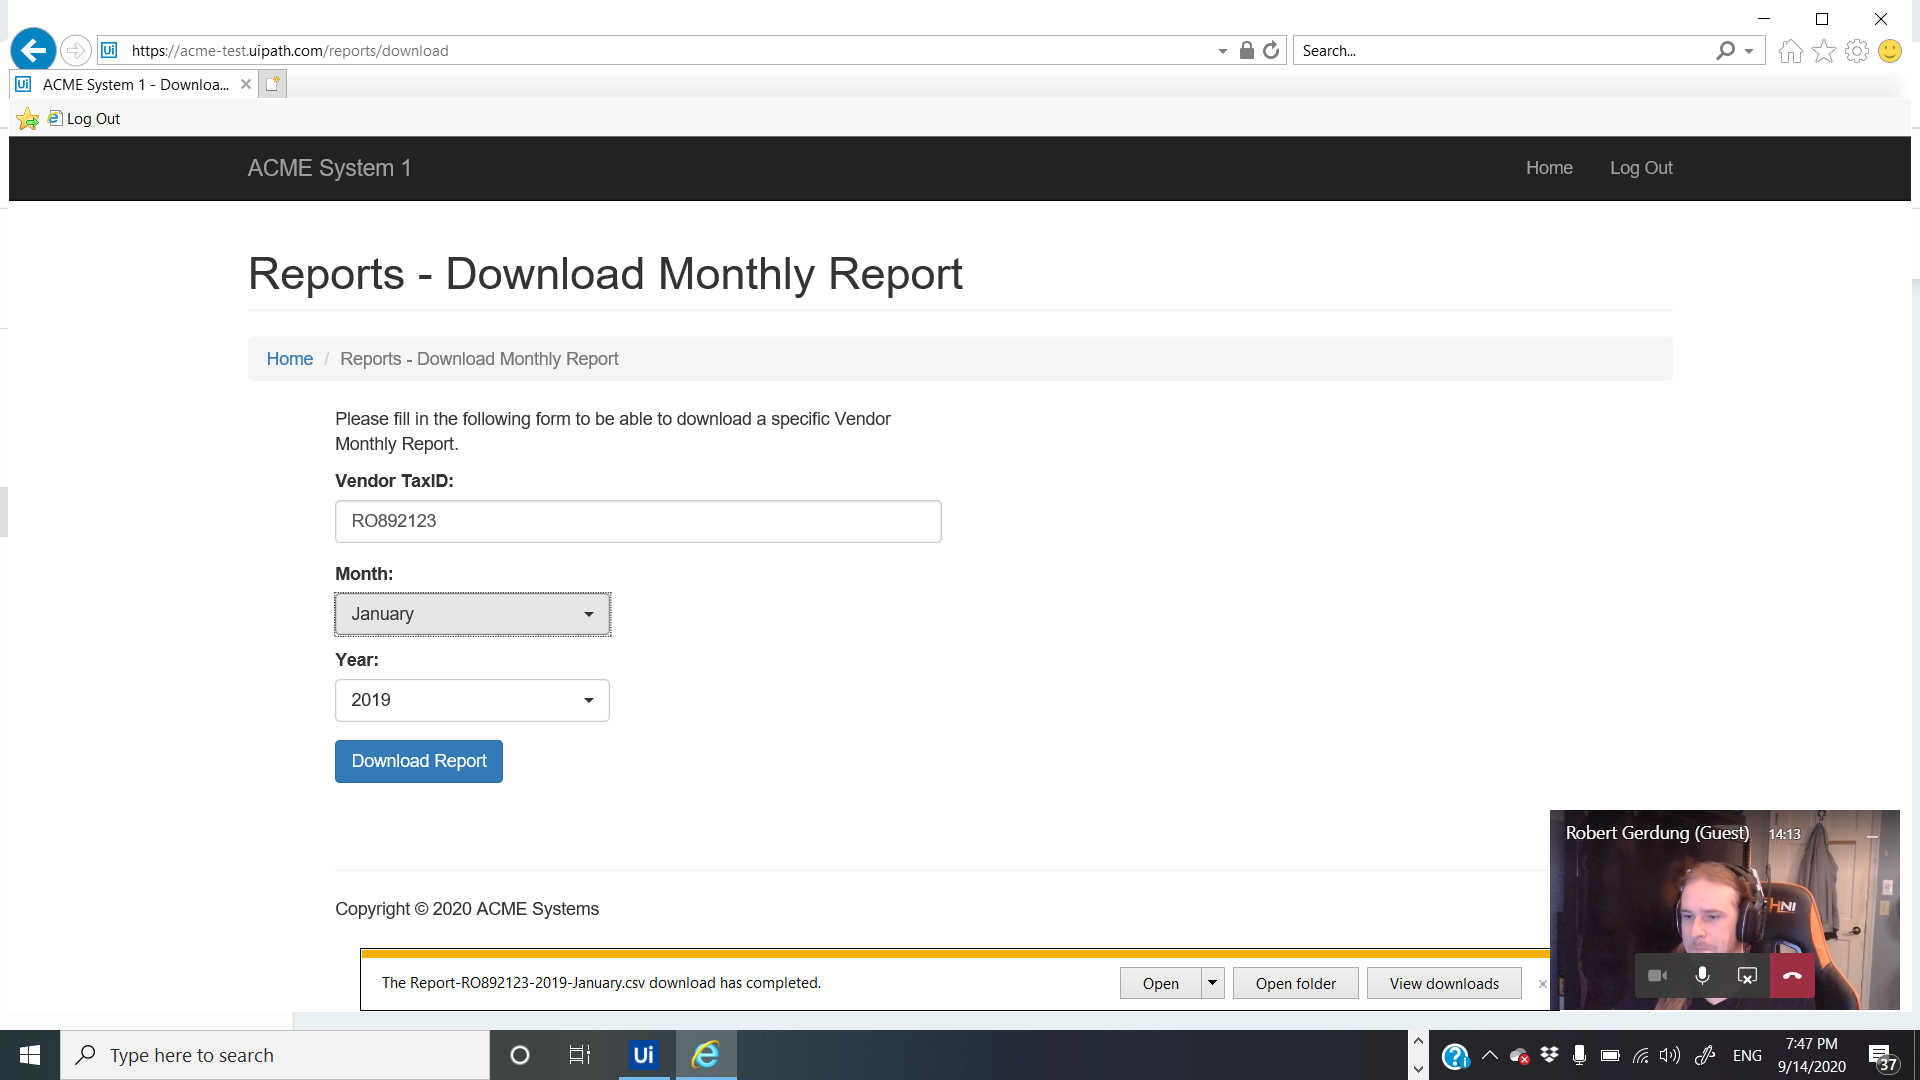 https://acme-test.uipath.com/reports/download
Search...
Ui
ACME System 1 - Downloa...
Log Out
ACME System 1
Home
Log Out
Reports - Download Monthly Report
Home / Reports - Download Monthly Report
Please fill in the following form to be able to download a specific Vendor
Monthly Report.
Vendor TaxID:
RO892123
Month:
January
Year:
2019
Download Report
Robert Gerdung (Guest) 14:13
HNI
Copyright © 2020 ACME Systems
The Report-RO892123-2019-January.csv download has completed.
Open
Open folder
View downloads
Type here to search
Ui
ENG
7:47 PM
9/14/2020
37